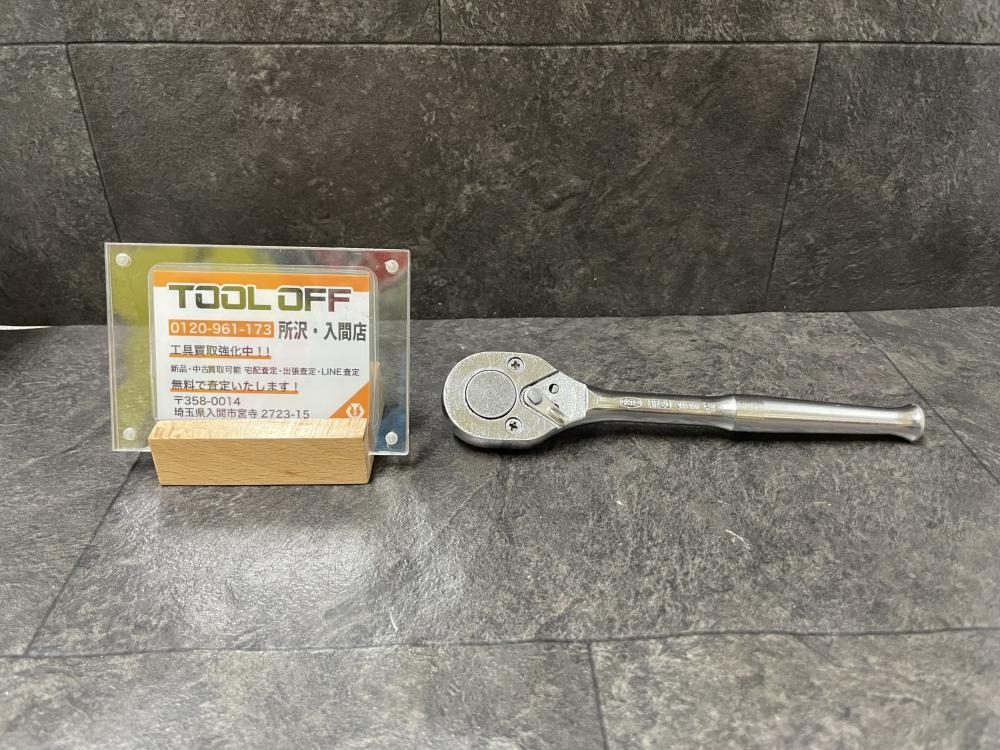 TOOL OFF
0120-961-173 所沢・入間店
工具買取強化中!!
新品・中古買取可能 宅配査定・出張査定・LINE査定
無料で査定いたします!
〒358-0014
埼玉県入間市宮寺 2723-15